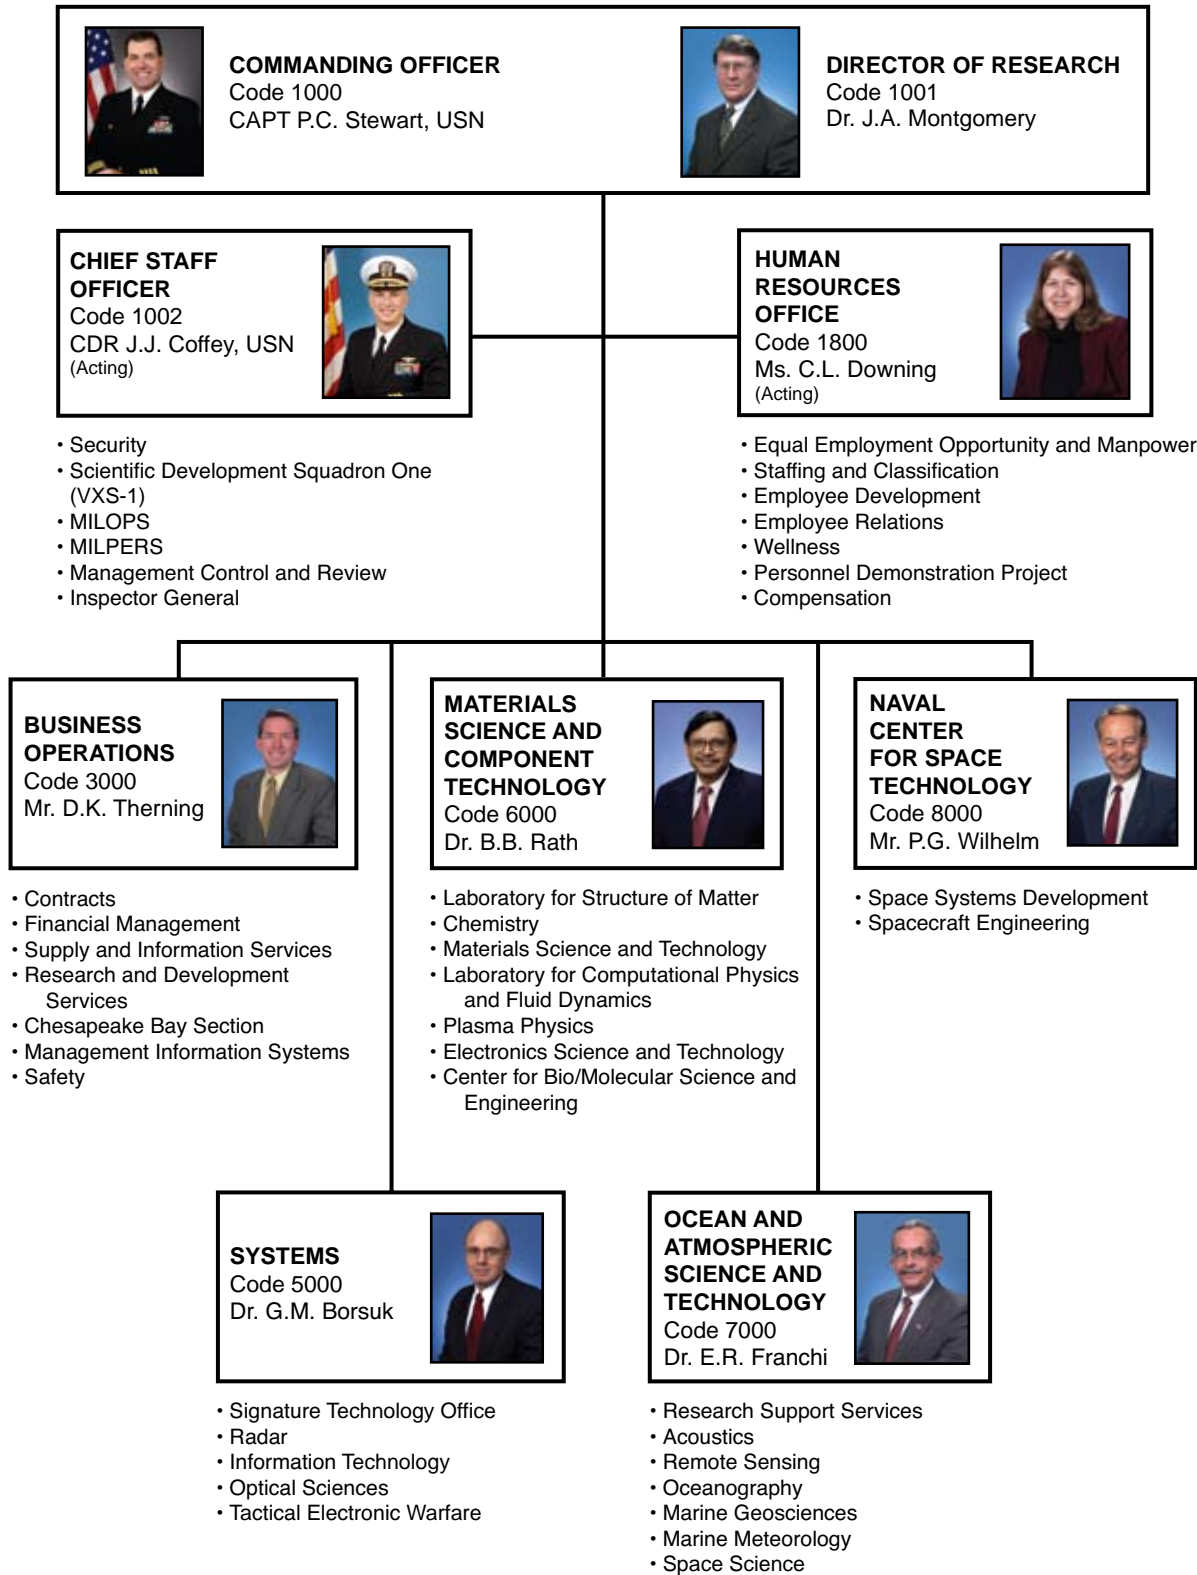 COMMANDING OFFICER
Code 1000
CAPT P.C. Stewart, USN
DIRECTOR OF RESEARCH
Code 1001
Dr. J.A. Montgomery
CHIEF STAFF
OFFICER
Code 1002
CDR J.J. Coffey, USN
(Acting)
HUMAN
RESOURCES
OFFICE
Code 1800
Ms. C.L. Downing
(Acting)
• Security
• Scientific Development Squadron One
(VXS-1)
• MILOPS
• MILPERS
• Management Control and Review
• Inspector General
• Equal Employment Opportunity and Manpower
• Staffing and Classification
• Employee Development
• Employee Relations
• Wellness
• Personnel Demonstration Project
• Compensation
BUSINESS
OPERATIONS
Code 3000
Mr. D.K. Therning
MATERIALS
SCIENCE AND
COMPONENT
TECHNOLOGY
Code 6000
Dr. B.B. Rath
NAVAL
CENTER
FOR SPACE
TECHNOLOGY
Code 8000
Mr. P.G. Wilhelm
• Contracts
• Financial Management
• Supply and Information Services
• Research and Development
Services
• Chesapeake Bay Section
• Management Information Systems
• Safety
• Laboratory for Structure of Matter
• Chemistry
• Materials Science and Technology
• Laboratory for Computational Physics
and Fluid Dynamics
• Plasma Physics
• Electronics Science and Technology
• Center for Bio/Molecular Science and
Engineering
• Space Systems Development
• Spacecraft Engineering
SYSTEMS
Code 5000
Dr. G.M. Borsuk
OCEAN AND
ATMOSPHERIC
SCIENCE AND
TECHNOLOGY
Code 7000
Dr. E.R. Franchi
• Signature Technology Office
• Radar
• Information Technology
• Optical Sciences
• Tactical Electronic Warfare
• Research Support Services
• Acoustics
• Remote Sensing
• Oceanography
• Marine Geosciences
• Marine Meteorology
• Space Science